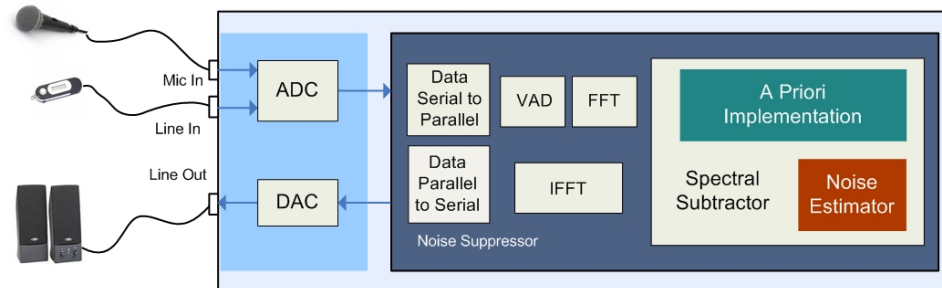 Mic In
Line In
Line Out
ADC
DAC
Data
Serial to
Parallel
VAD
FFT
Data
Parallel
to Serial
IFFT
Noise Suppressor
A Priori
Implementation
Spectral
Subtractor
Noise
Estimator